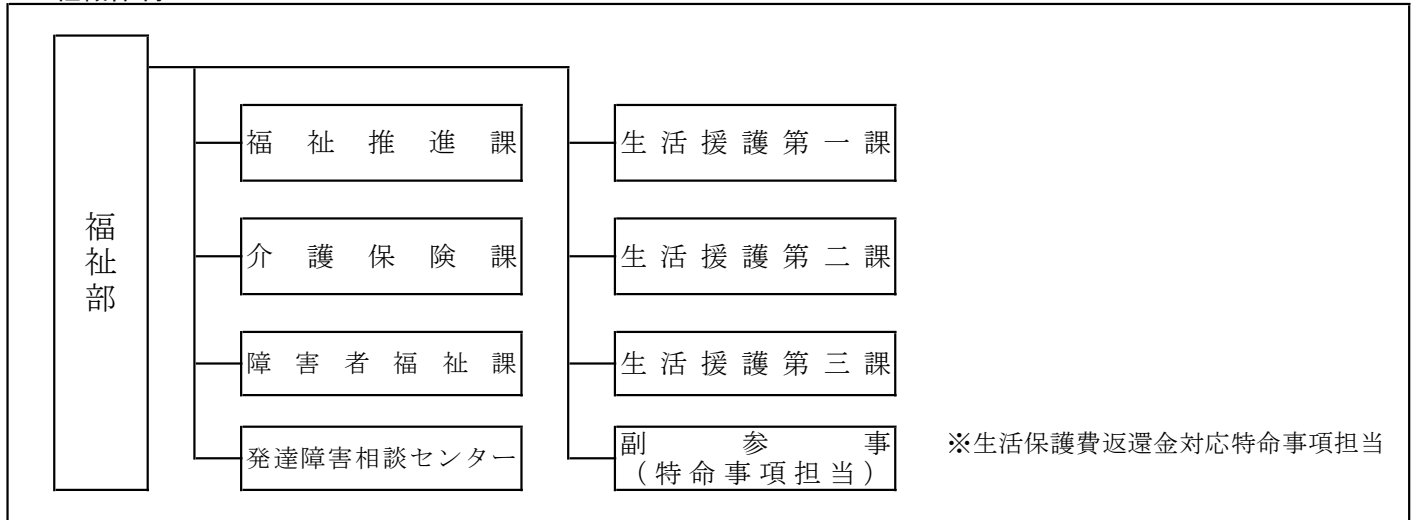 福祉部
福祉推進課
介護保険課
障害者福祉課
発達障害相談センター
生活援護第一課
生活援護第二課
生活援護第三課
副参事
（特命事項担当）
※生活保護費返還金対応特命事項担当